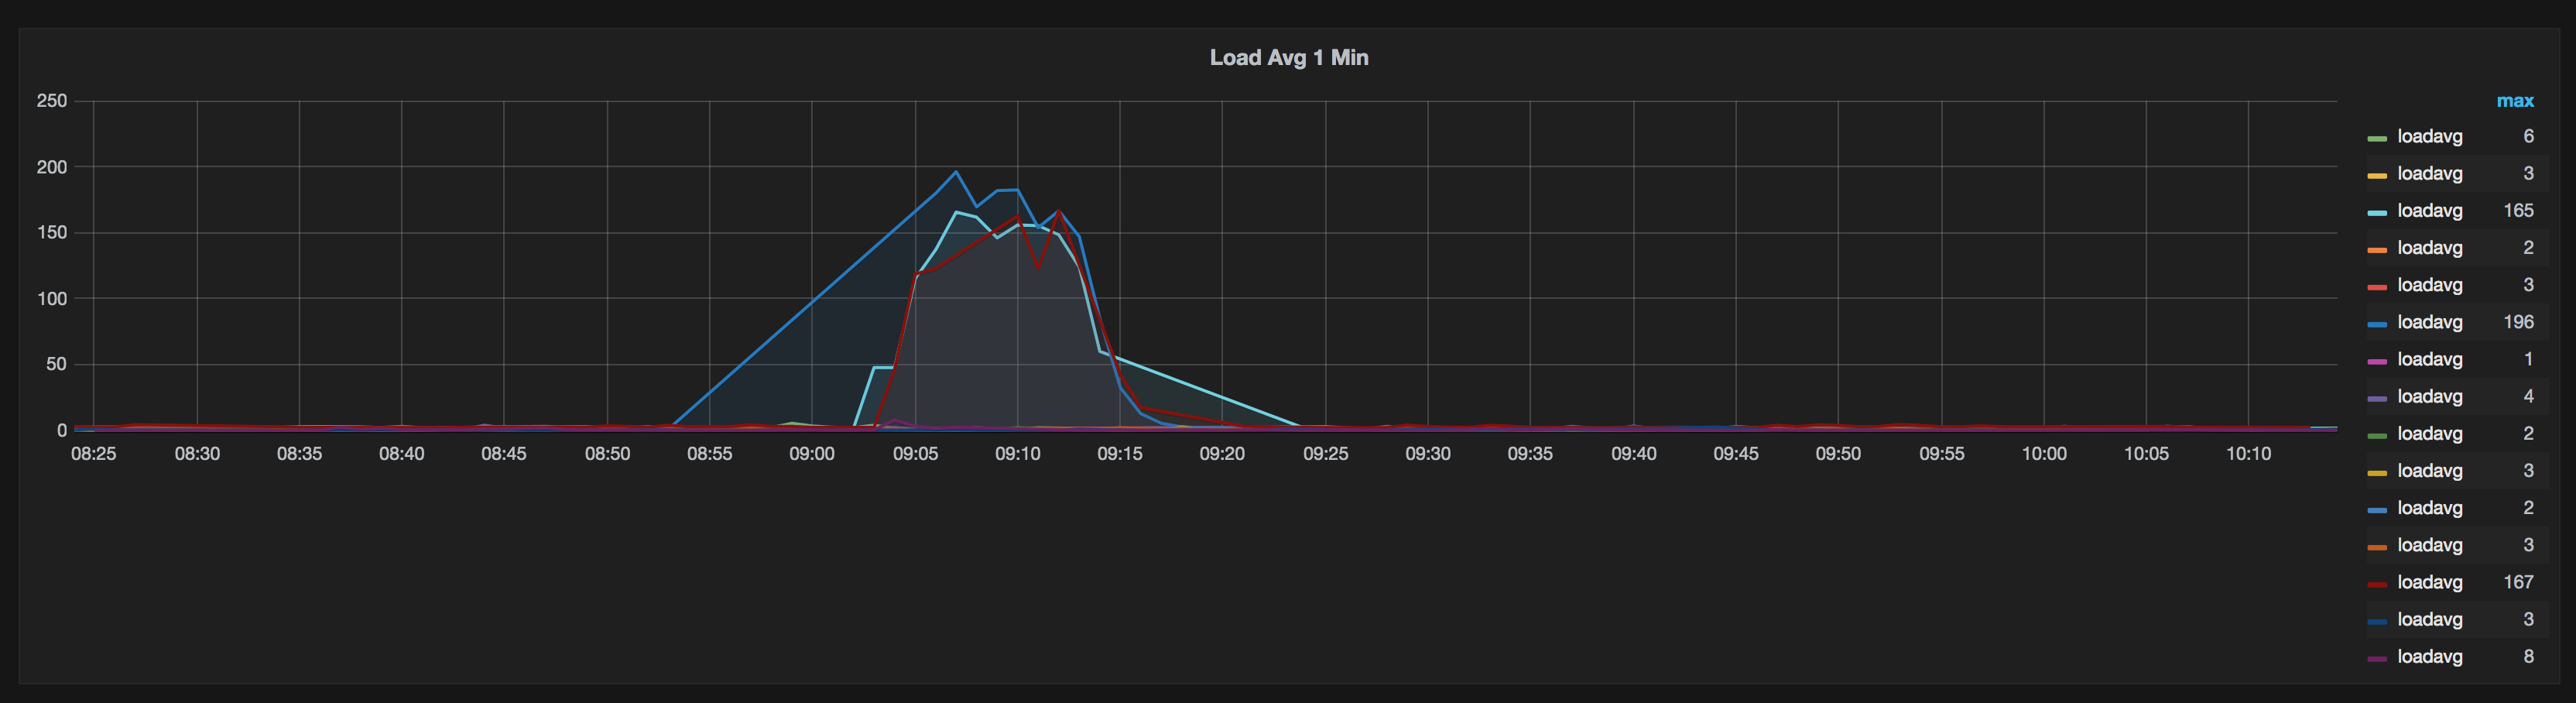 Load Avg 1 Min
250
200
150
100
50
0
08:25 08:30 08:35 08:40 08:45 08:50 08:55 09:00 09:05 09:10 09:15 09:20 09:25 09:30 09:35 09:40 09:45 09:50 09:55 10:00 10:05 10:10
max
loadavg 6
loadavg 3
loadavg 165
loadavg 2
loadavg 3
loadavg 196
loadavg 1
loadavg 4
loadavg 2
loadavg 3
loadavg 2
loadavg 3
loadavg 167
loadavg 3
loadavg 8